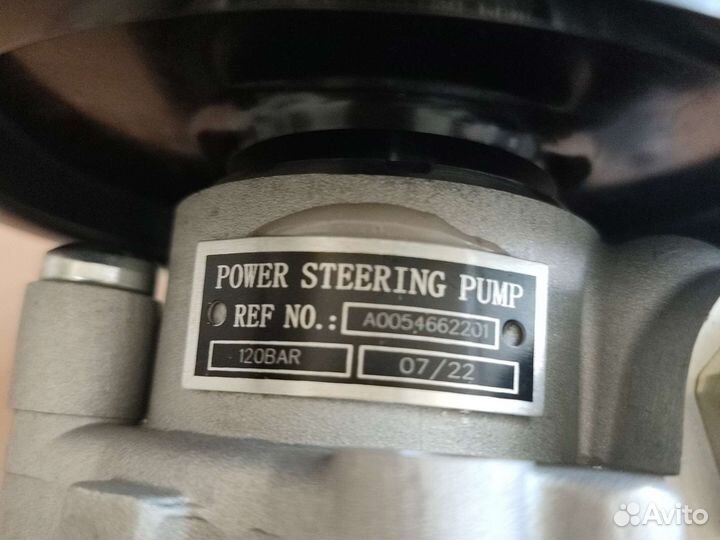 POWER STEERING PUMP
REF NO.: A0054662201
120BAR 07/22
Avito